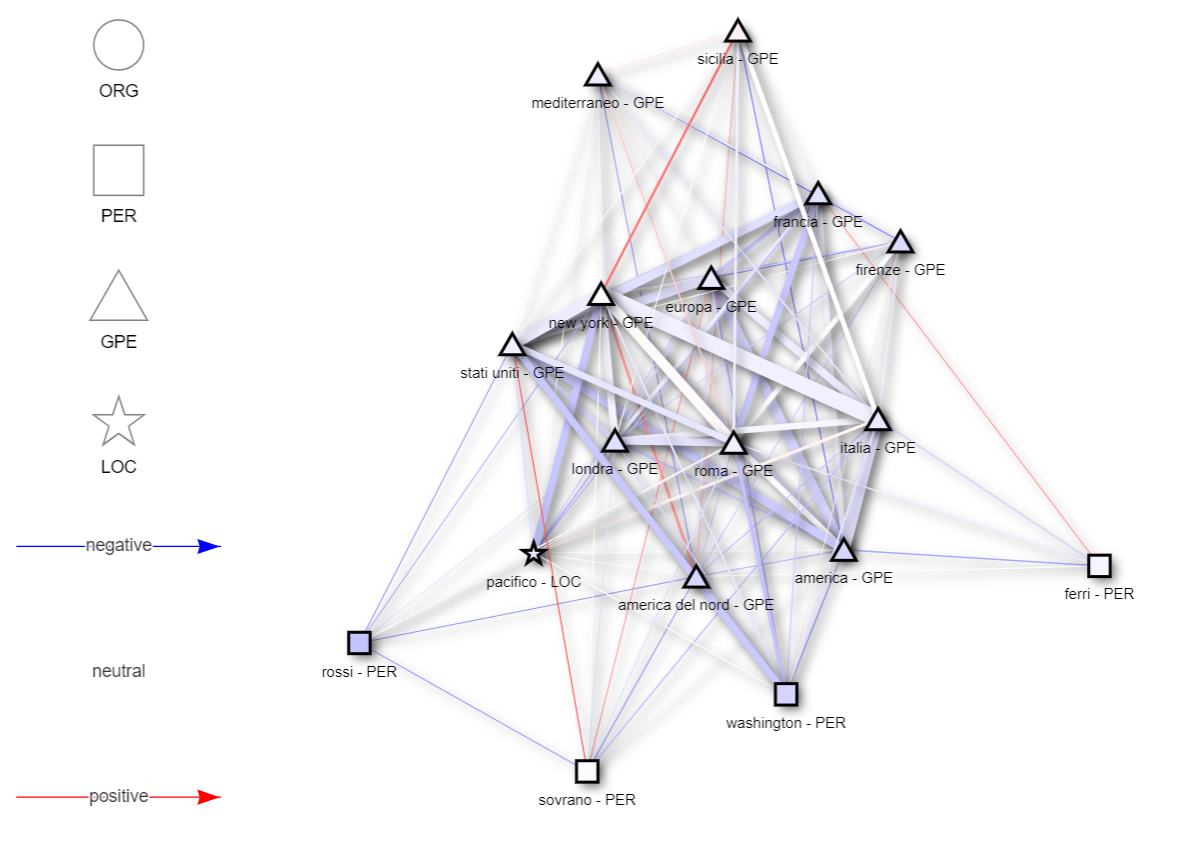 ORG
PER
GPE
LOC
negative
neutral
positive
sicilia - GPE
mediterraneo - GPE
francia - GPE
firenze - GPE
europa - GPE
new york - GPE
stati uniti - GPE
italia - GPE
londra - GPE
roma - GPE
pacifico - LOC
america - GPE
america del nord - GPE
ferri - PER
rossi - PER
washington - PER
sovrano - PER